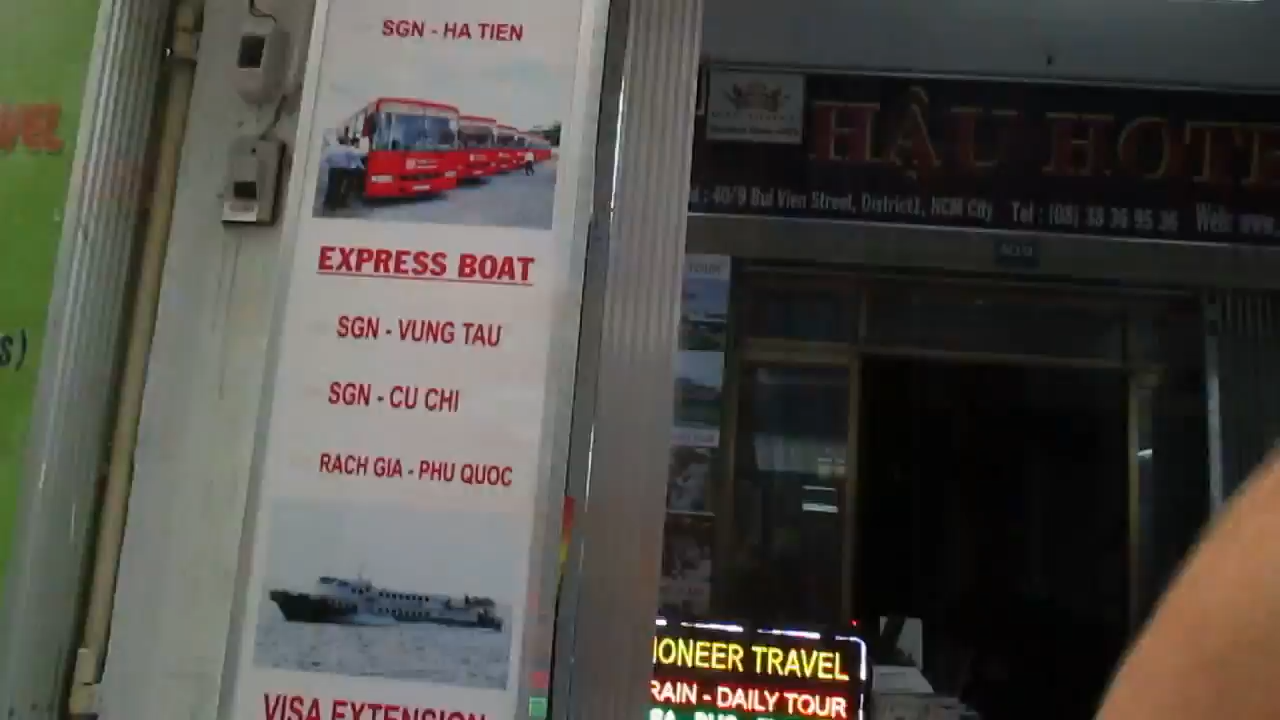 SGN - HA TIEN
EXPRESS BOAT
SGN - VUNG TAU
SGN - CU CHI
RACH GIA - PHU QUOC
VISA EXTENSION
HẬU HOTE
: 40/9 Bui Vien Street, District1, HCM City Tel : (08) 38 36 95 36 Web: www.
IONEER TRAVEL
RAIN - DAILY TOUR
VEL
S)